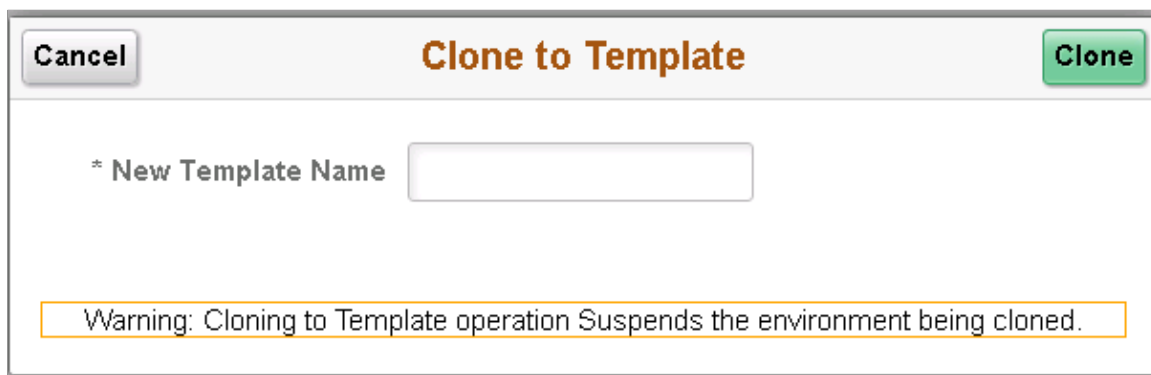 Cancel
Clone to Template
Clone
* New Template Name
Warning: Cloning to Template operation Suspends the environment being cloned.